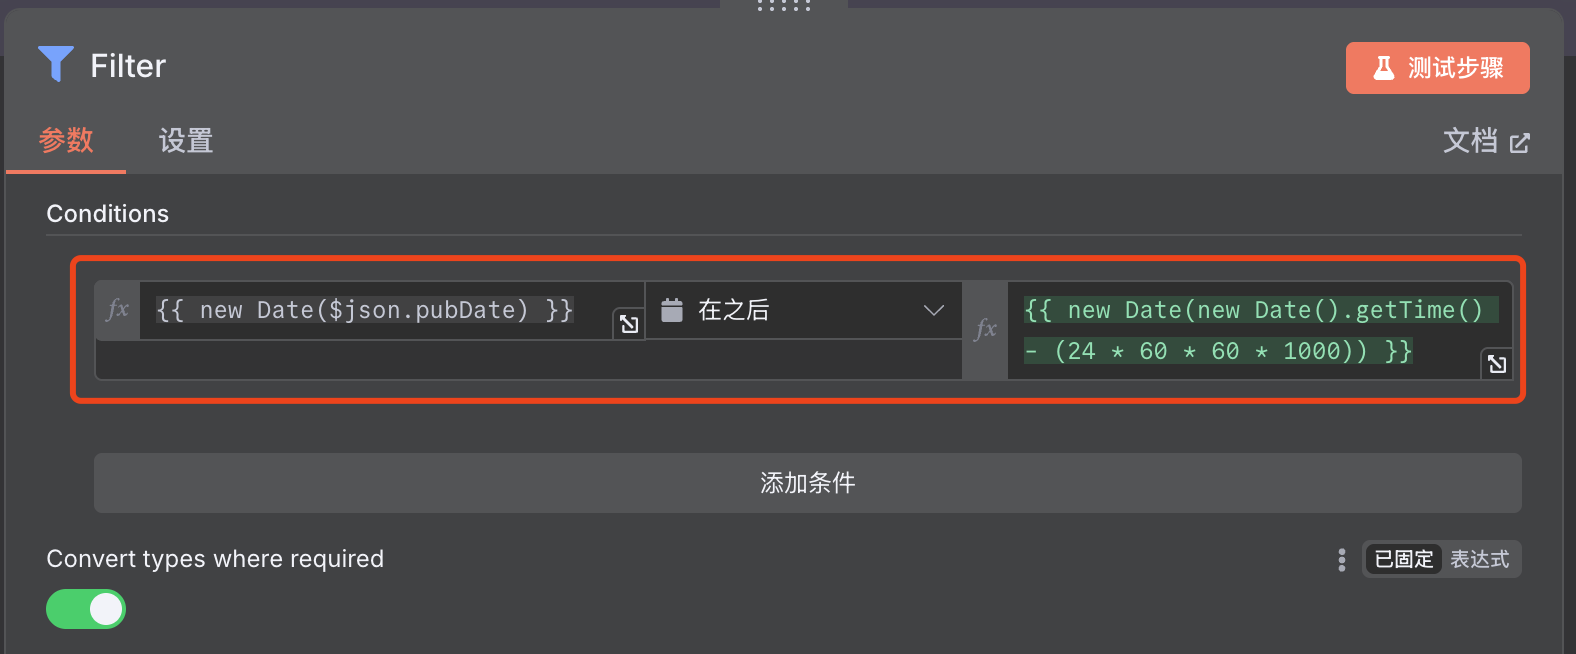 Filter
测试步骤
参数
设置
文档
Conditions
fx
{{ new Date($json.pubDate) }}
在之后
fx
{{ new Date(new Date().getTime()
- (24 * 60 * 60 * 1000)) }}
添加条件
Convert types where required
已固定
表达式